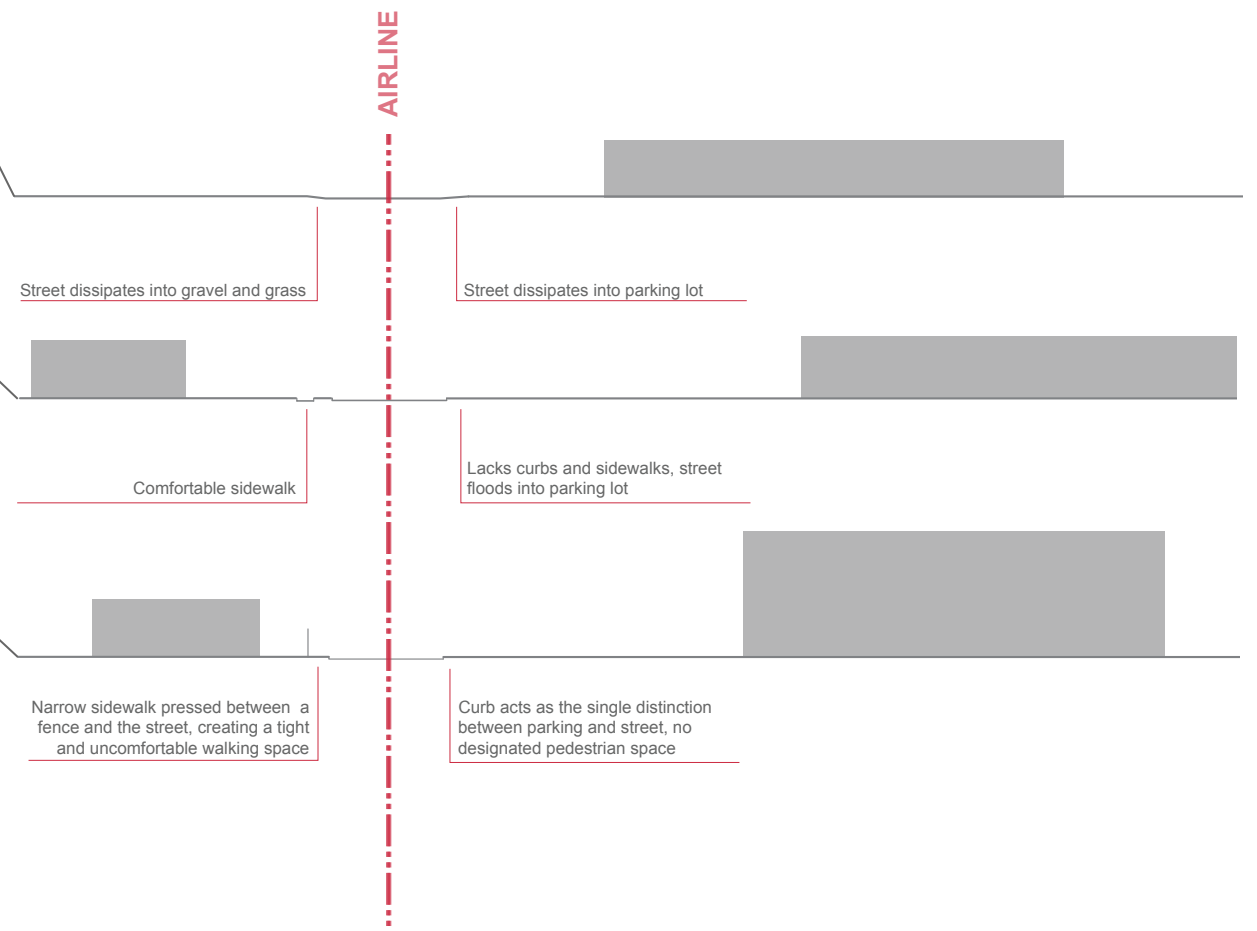 AIRLINE
Street dissipates into gravel and grass
Street dissipates into parking lot
Comfortable sidewalk
Lacks curbs and sidewalks, street
floods into parking lot
Narrow sidewalk pressed between a
fence and the street, creating a tight
and uncomfortable walking space
Curb acts as the single distinction
between parking and street, no
designated pedestrian space